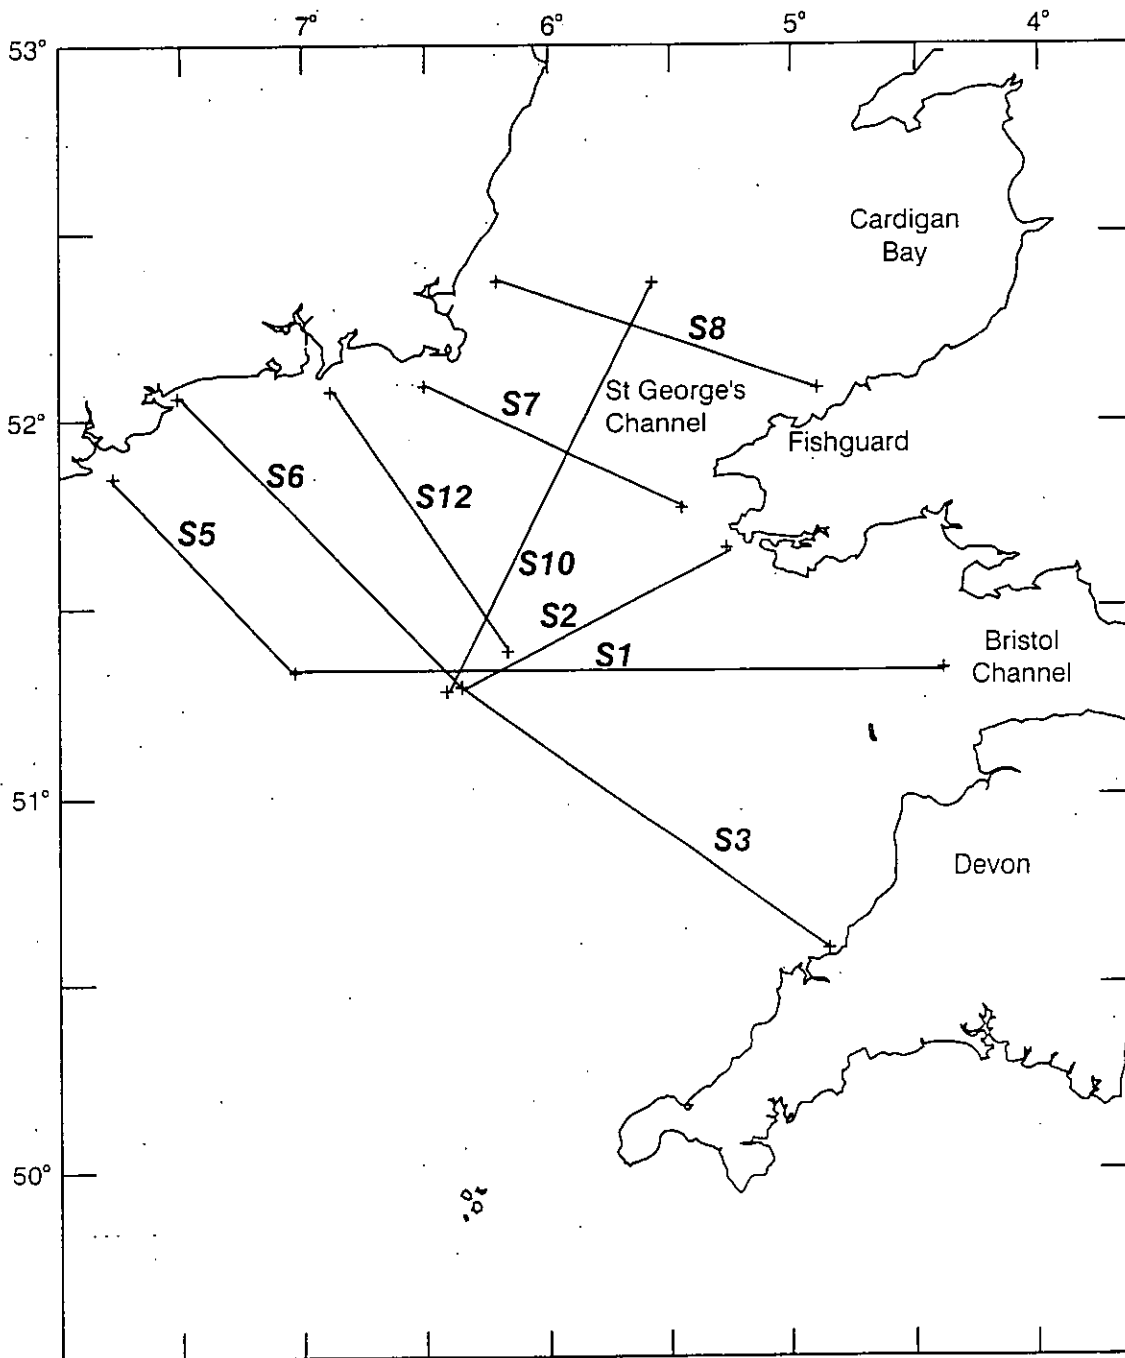 7° 6° 5° 4°
53°
Cardigan
Bay
S8
St George's
Channel
S7
52°
Fishguard
S6
S12
S5
S10
S2
S1
Bristol
Channel
51°
S3
Devon
50°